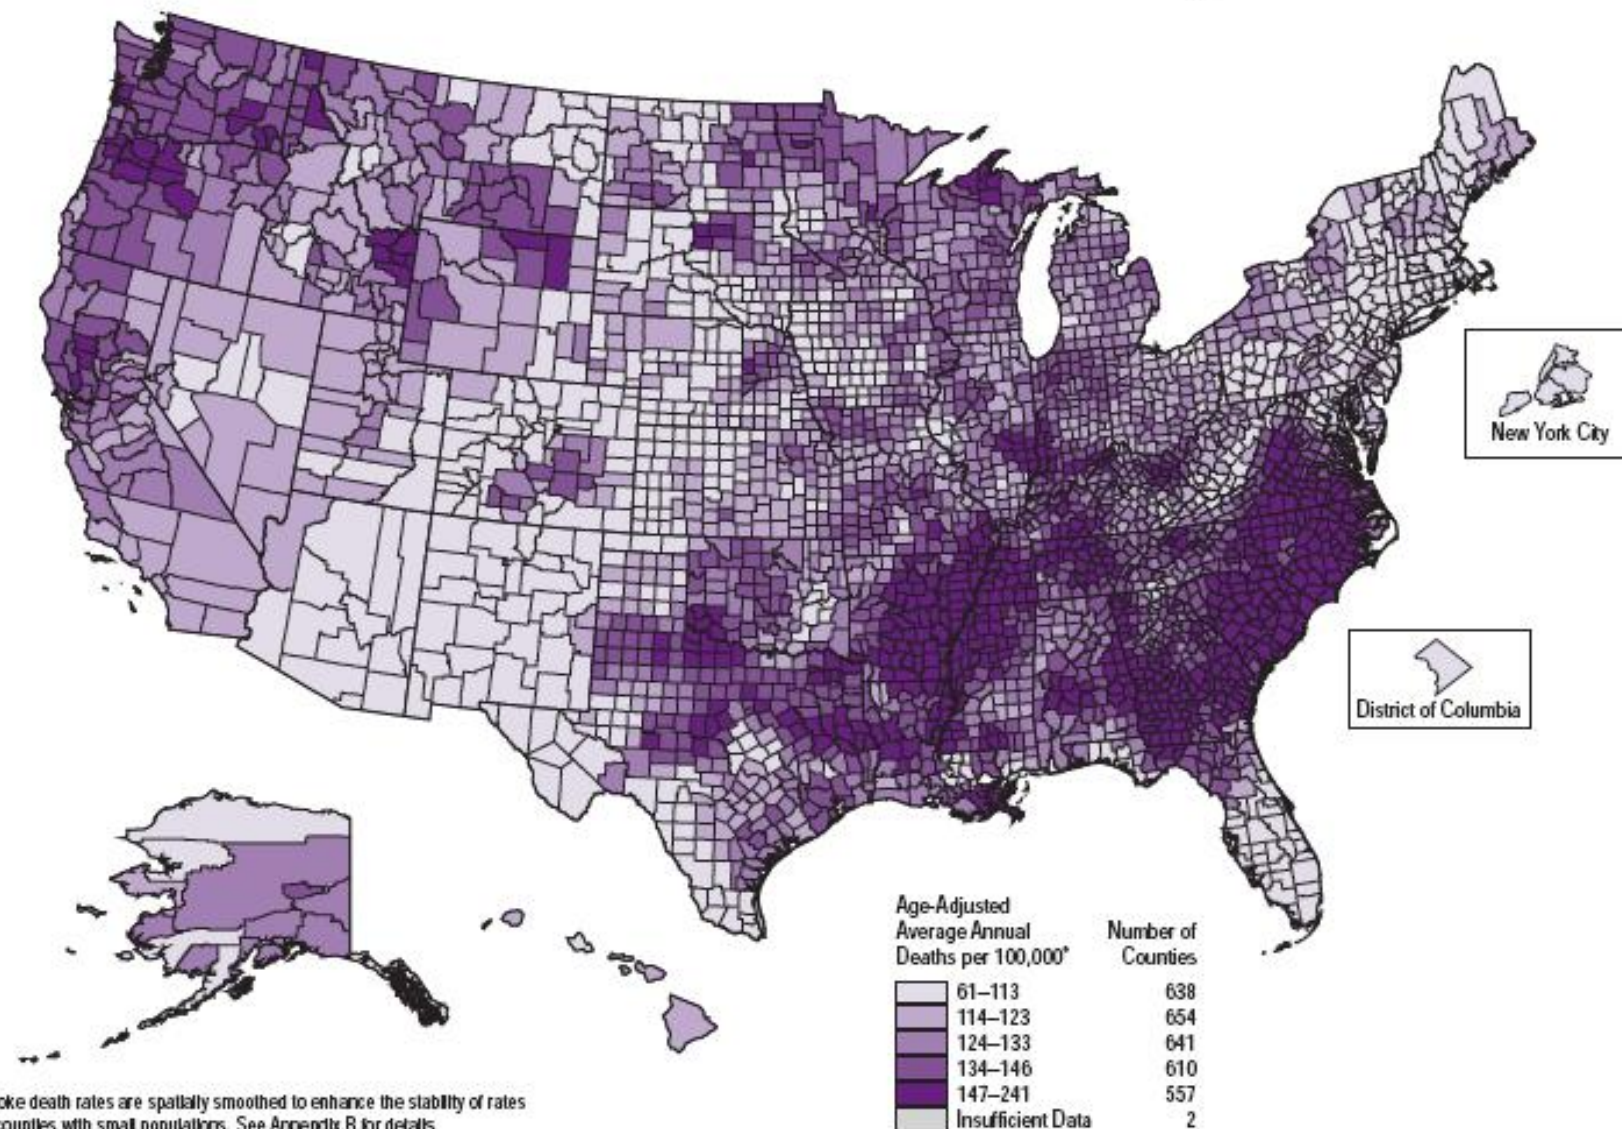 New York City
District of Columbia
Age-Adjusted
Average Annual
Deaths per 100,000*
Number of
Counties
61–113 638
114–123 654
124–133 641
134–146 610
147–241 557
Insufficient Data 2
oke death rates are spatially smoothed to enhance the stability of rates
counties with small populations. See Appendix B for details.